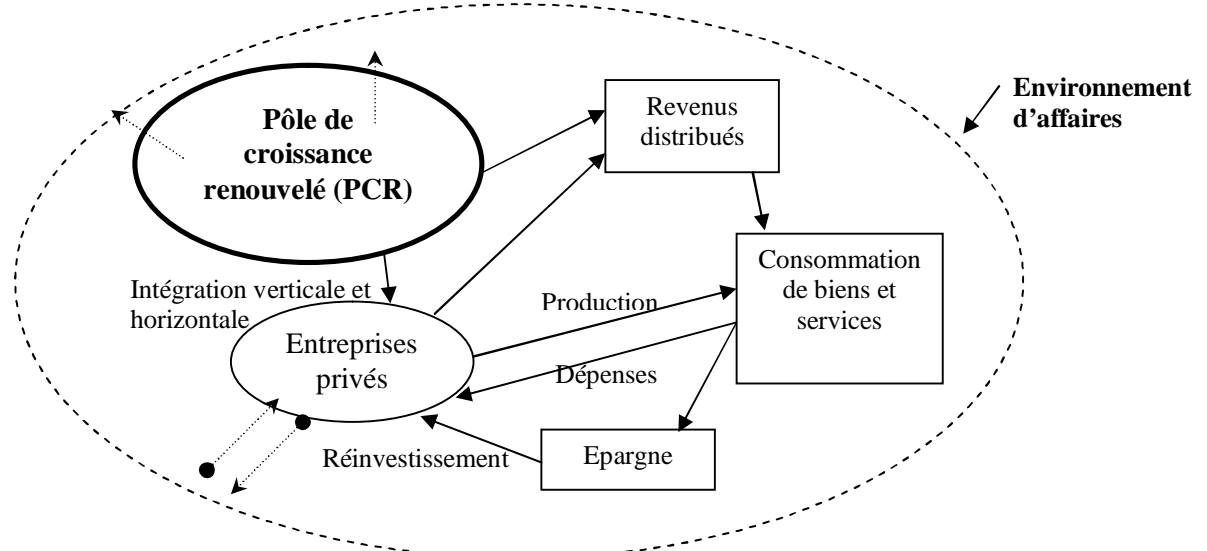 Pôle de
croissance
renouvelé (PCR)
Revenus
distribués
Environnement
d’affaires
Consommation
de biens et
services
Intégration verticale et
horizontale
Production
Entreprises
privés
Dépenses
Réinvestissement
Epargne